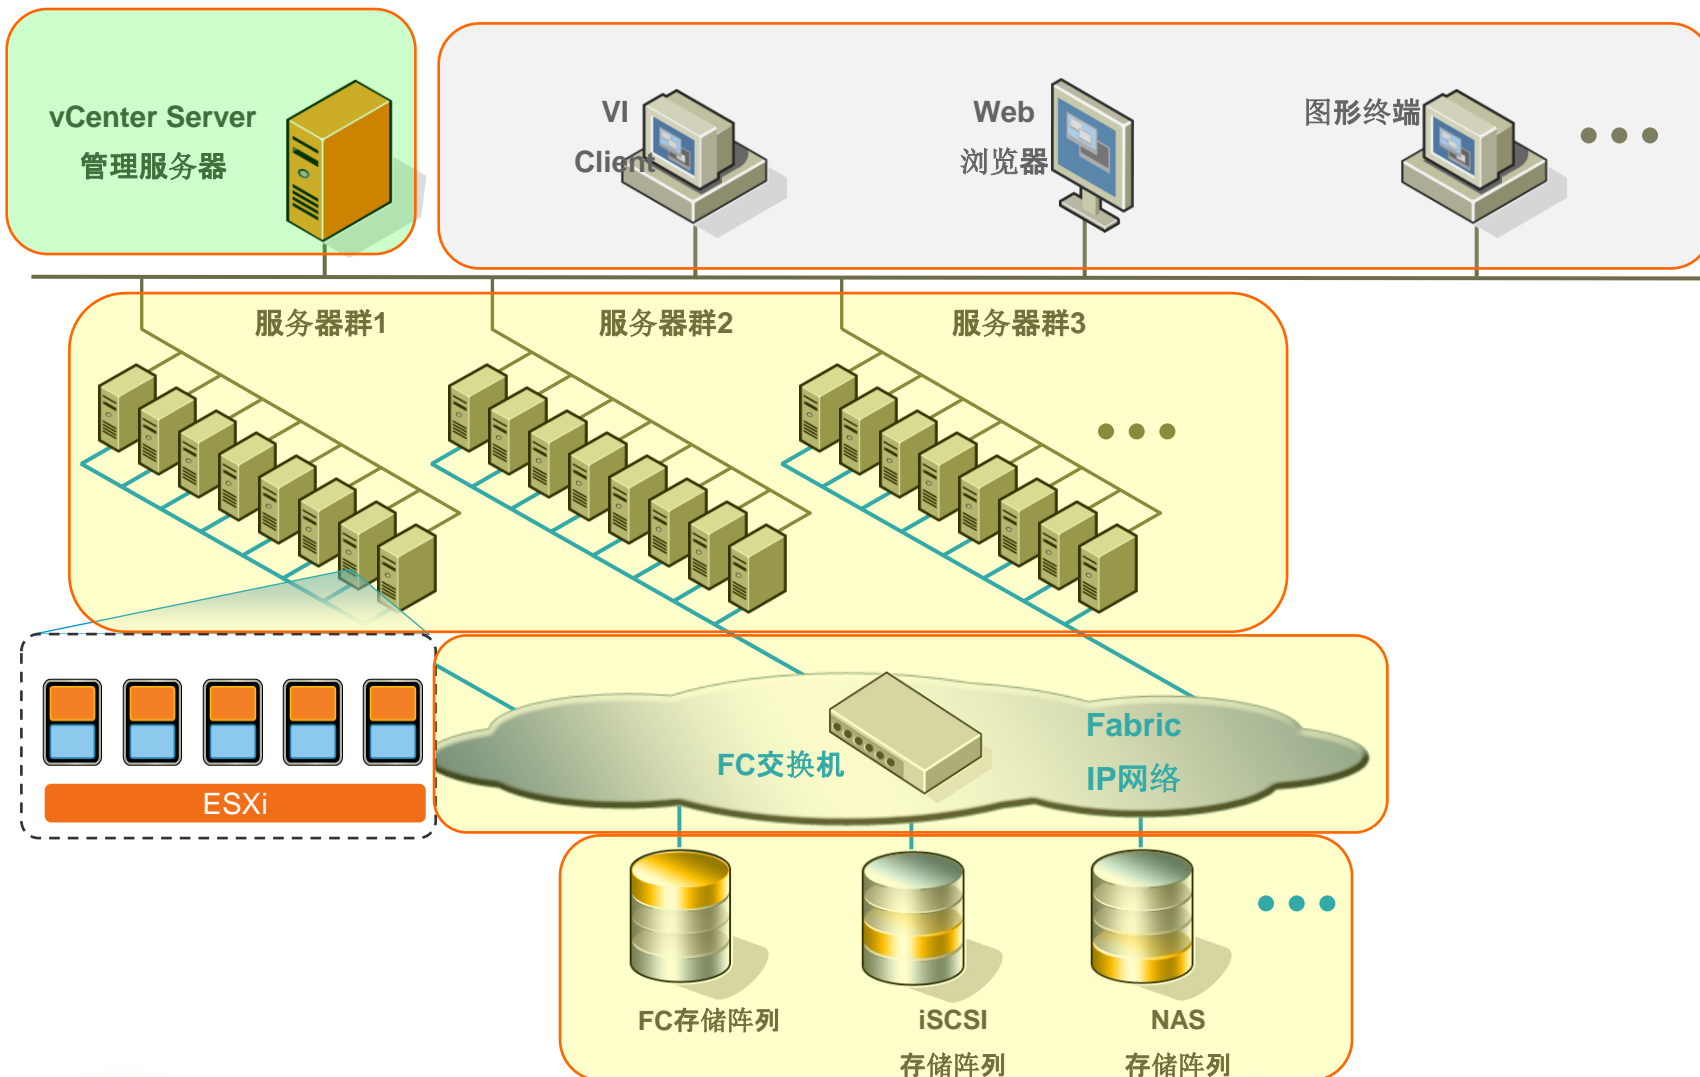 vCenter Server
管理服务器
VI
Client
Web
浏览器
图形终端
服务器群1
服务器群2
服务器群3
ESXi
FC交换机
Fabric
IP网络
FC存储阵列
iSCSI
存储阵列
NAS
存储阵列